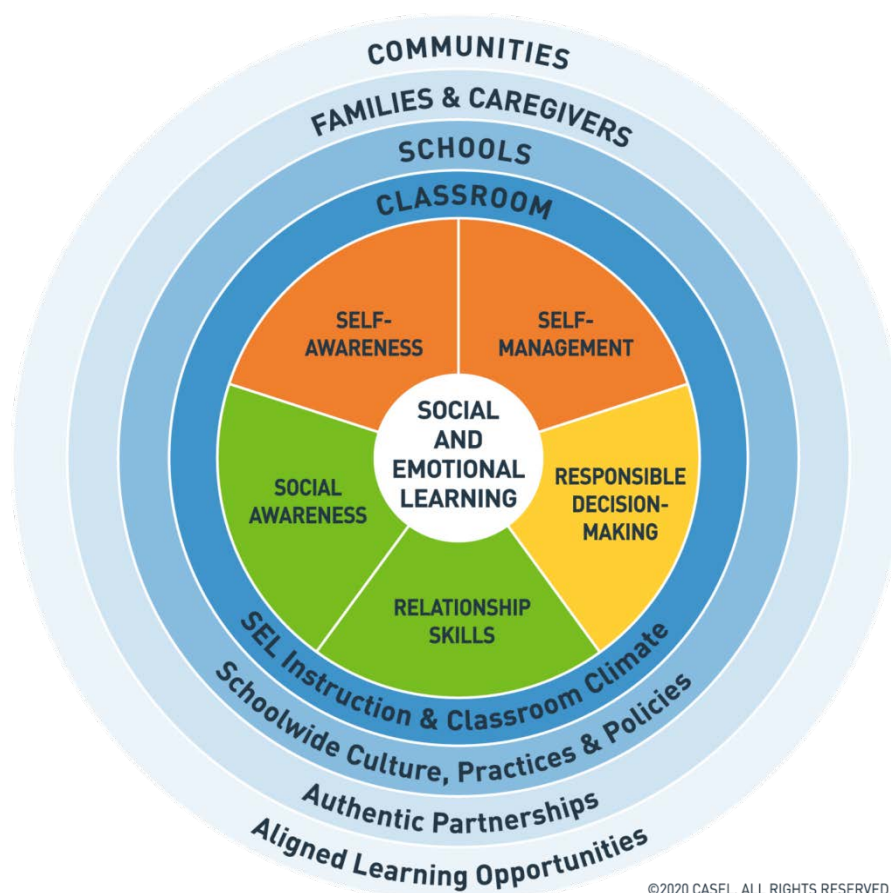 COMMUNITIES
FAMILIES & CAREGIVERS
SCHOOLS
CLASSROOM
SELF-
AWARENESS
SELF-
MANAGEMENT
SOCIAL
AND
EMOTIONAL
LEARNING
SOCIAL
AWARENESS
RESPONSIBLE
DECISION-
MAKING
RELATIONSHIP
SKILLS
SEL Instruction & Classroom Climate
Schoolwide Culture, Practices & Policies
Authentic Partnerships
Aligned Learning Opportunities
©2020 CASEL. ALL RIGHTS RESERVED